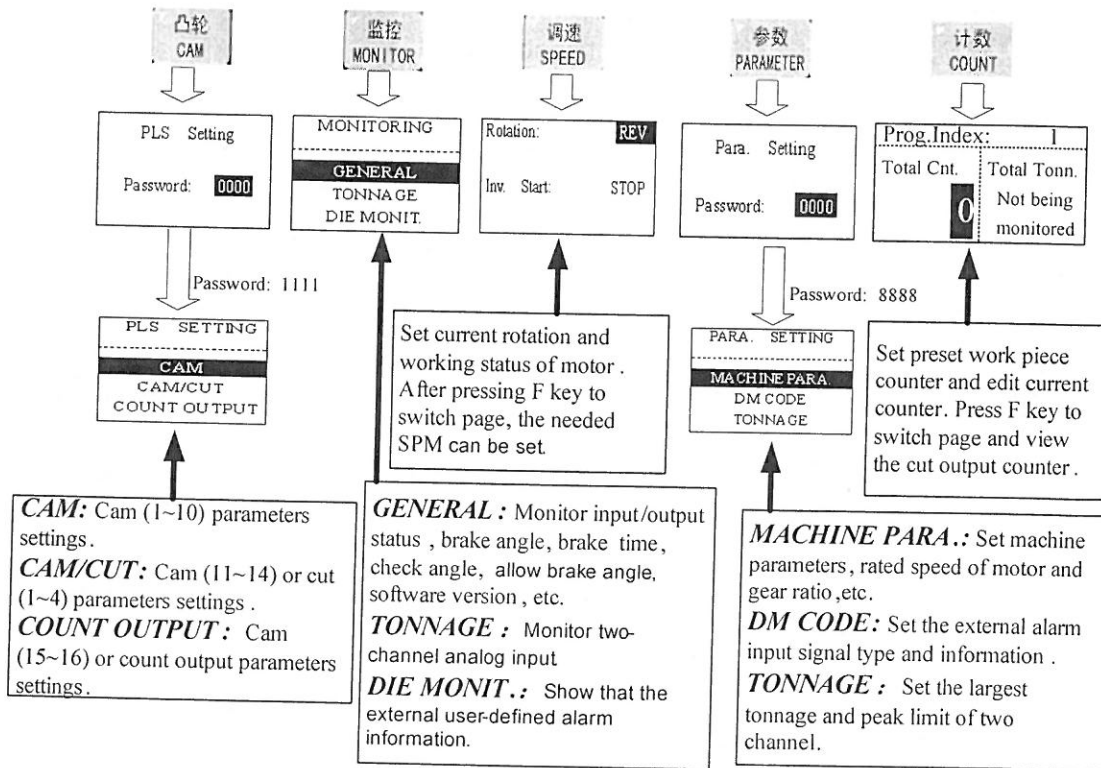 凸轮
CAM
监控
MONITOR
调速
SPEED
参数
PARAMETER
计数
COUNT
PLS Setting
Password: 0000
MONITORING
GENERAL
TONNAGE
DIE MONIT.
Rotation: REV
Inv. Start: STOP
Para. Setting
Password: 0000
Prog.Index: 1
Total Cnt.
0
Total Tonn.
Not being
monitored
Password: 1111
PLS SETTING
CAM
CAM/CUT
COUNT OUTPUT
Set current rotation and
working status of motor .
After pressing F key to
switch page, the needed
SPM can be set.
Password: 8888
PARA. SETTING
MACHINE PARA.
DM CODE
TONNAGE
Set preset work piece
counter and edit current
counter. Press F key to
switch page and view
the cut output counter .
CAM: Cam (1~10) parameters
settings.
CAM/CUT: Cam (11~14) or cut
(1~4) parameters settings .
COUNT OUTPUT : Cam
(15~16) or count output parameters
settings.
GENERAL : Monitor input/output
status , brake angle, brake time,
check angle, allow brake angle,
software version , etc.
TONNAGE : Monitor two-
channel analog input
DIE MONIT.: Show that the
external user-defined alarm
information.
MACHINE PARA.: Set machine
parameters, rated speed of motor and
gear ratio ,etc.
DM CODE: Set the external alarm
input signal type and information .
TONNAGE : Set the largest
tonnage and peak limit of two
channel.